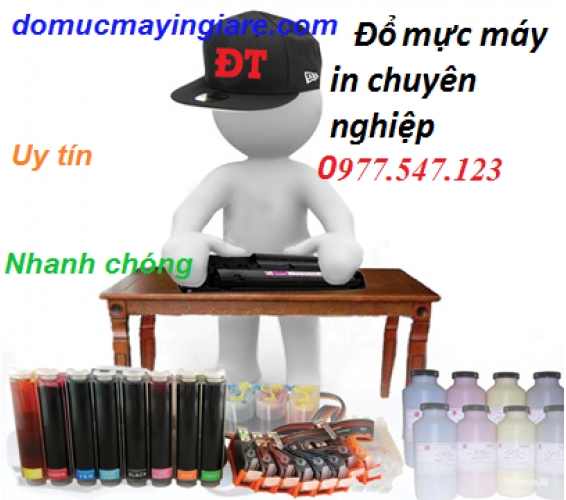 domucmayingiare.com
ĐT
Đổ mực máy
in chuyên
nghiệp
0977.547.123
Uy tín
Nhanh chóng